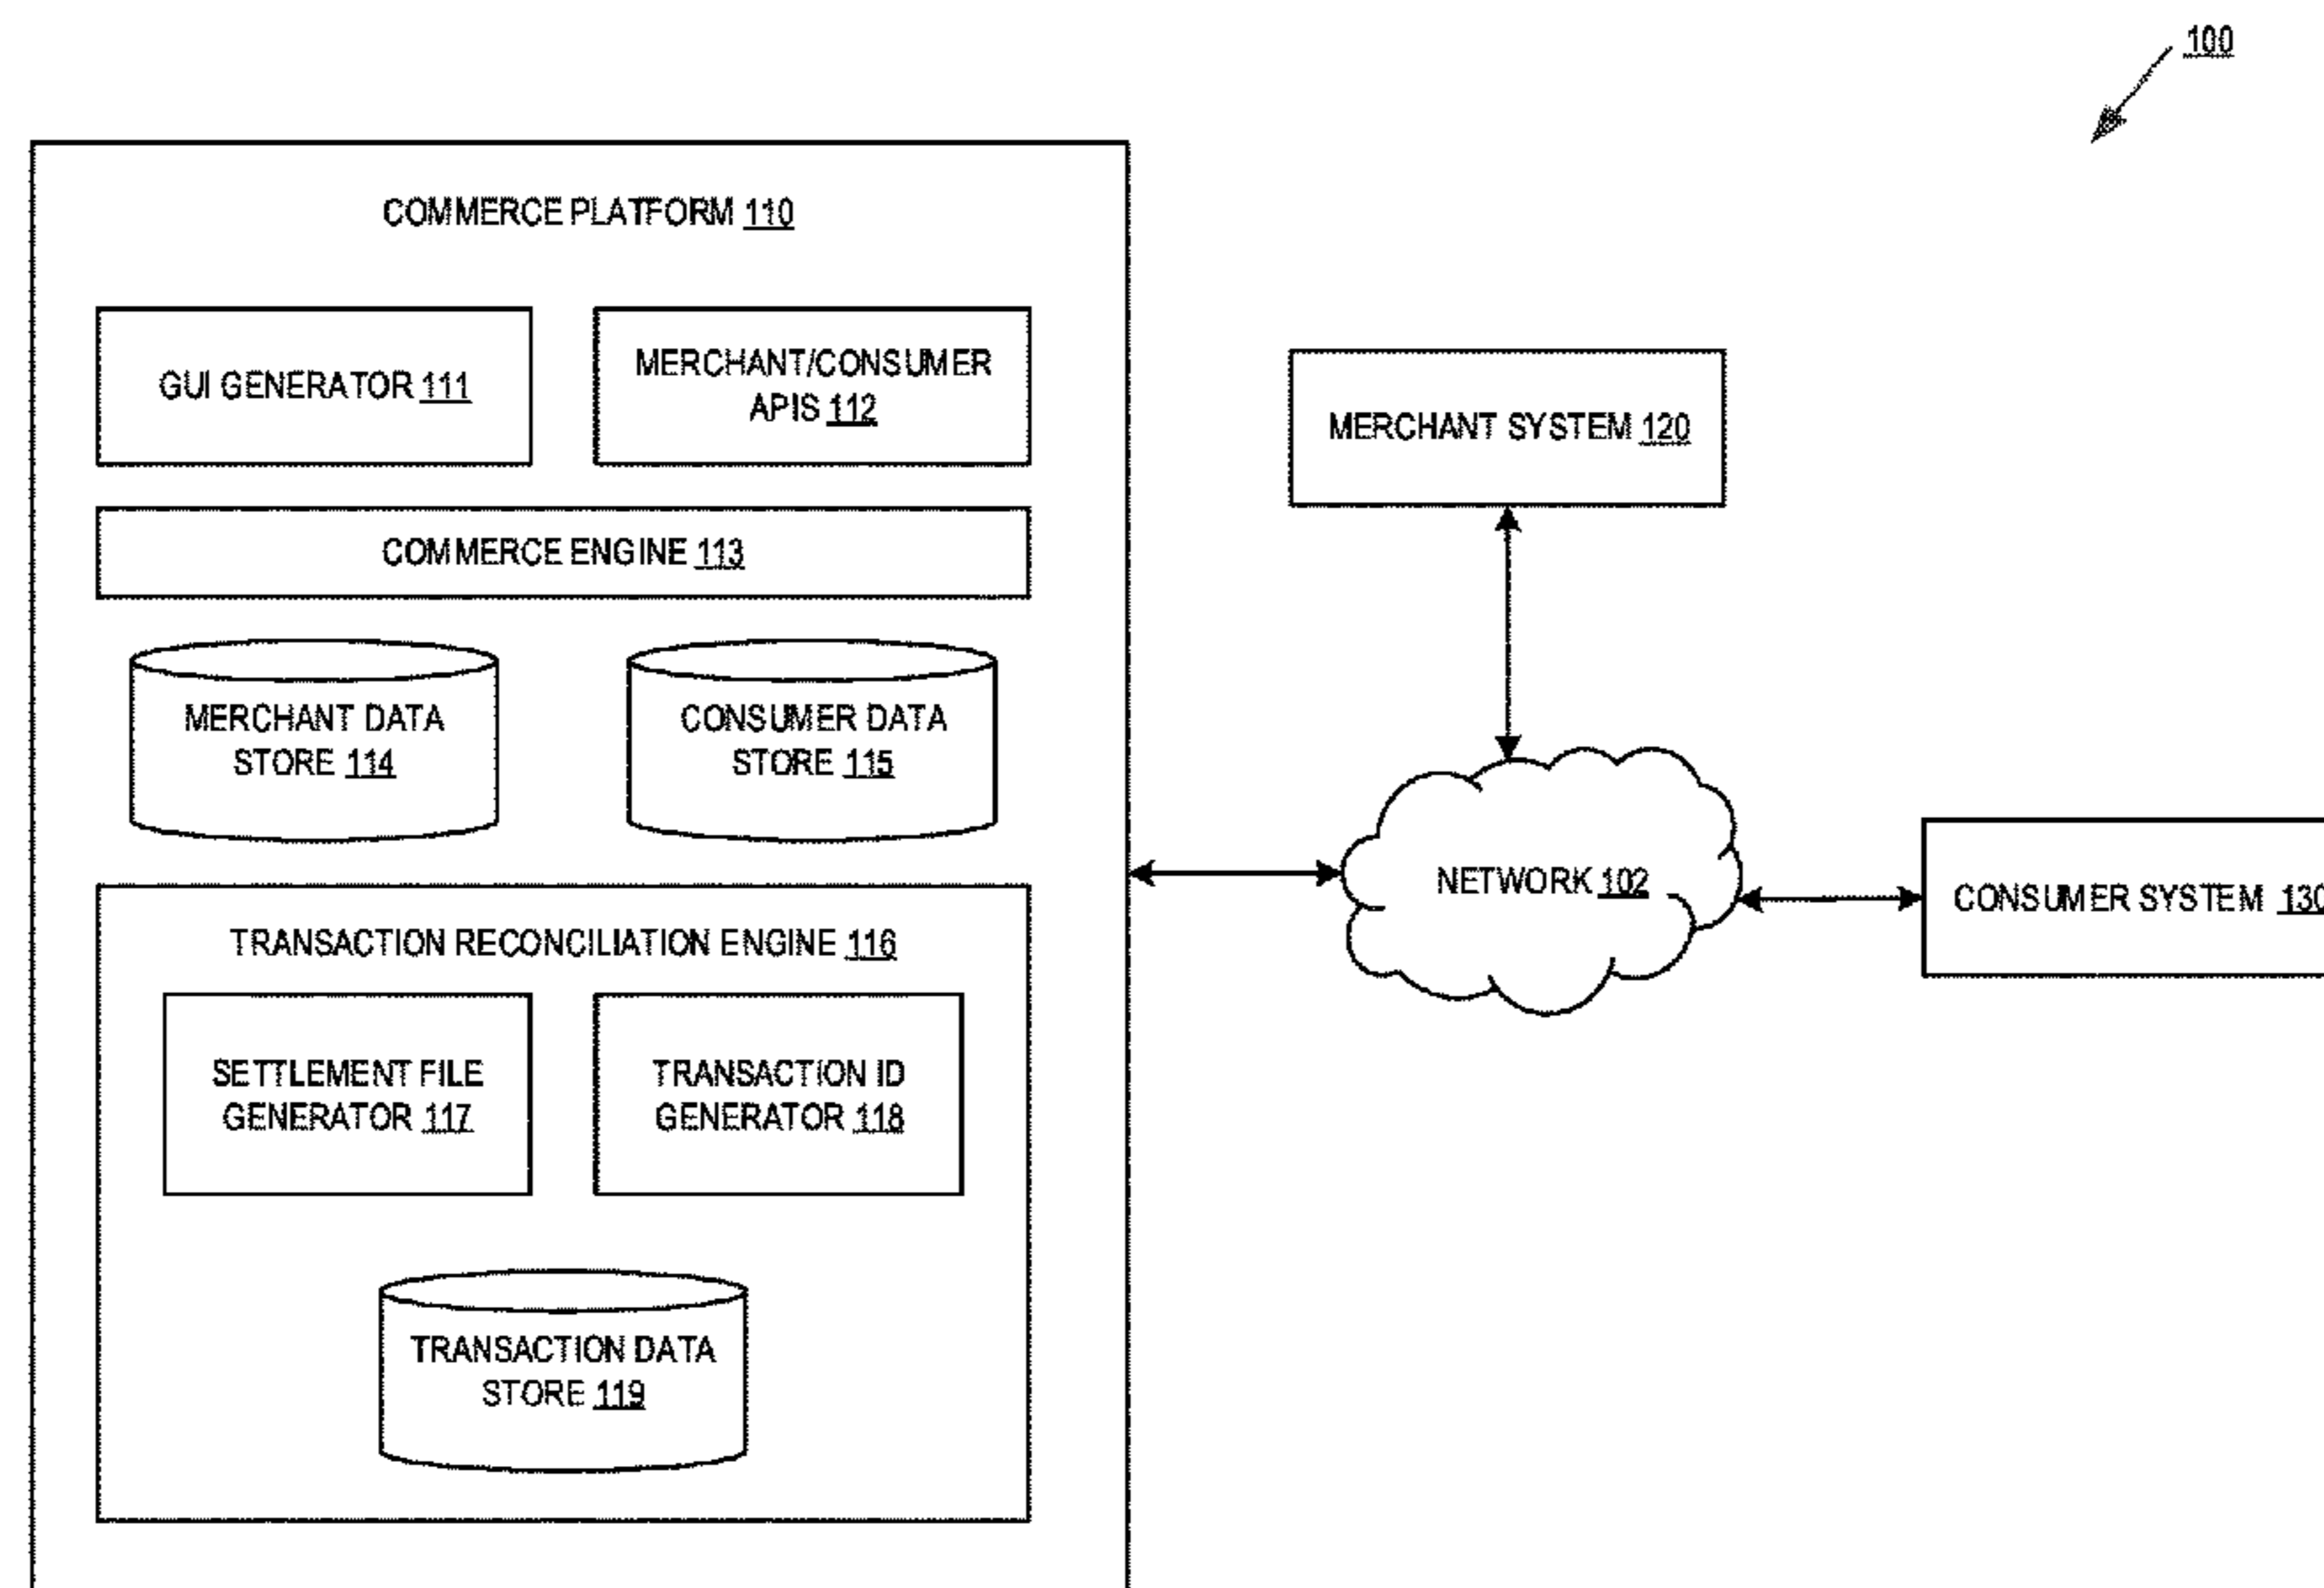 100
COMMERCE PLATFORM 110
GUI GENERATOR 111
MERCHANT/CONSUMER
APIS 112
COMMERCE ENGINE 113
MERCHANT DATA
STORE 114
CONSUMER DATA
STORE 115
TRANSACTION RECONCILIATION ENGINE 116
SETTLEMENT FILE
GENERATOR 117
TRANSACTION ID
GENERATOR 118
TRANSACTION DATA
STORE 119
MERCHANT SYSTEM 120
NETWORK 102
CONSUMER SYSTEM 130